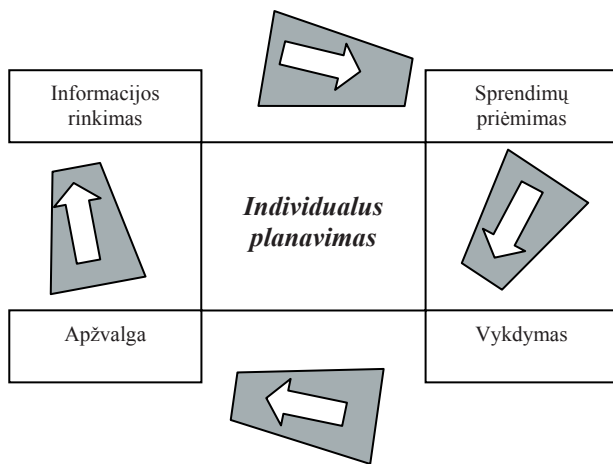 Informacijos
rinkimas
Sprendimų
priėmimas
Individualus
planavimas
Apžvalga
Vykdymas